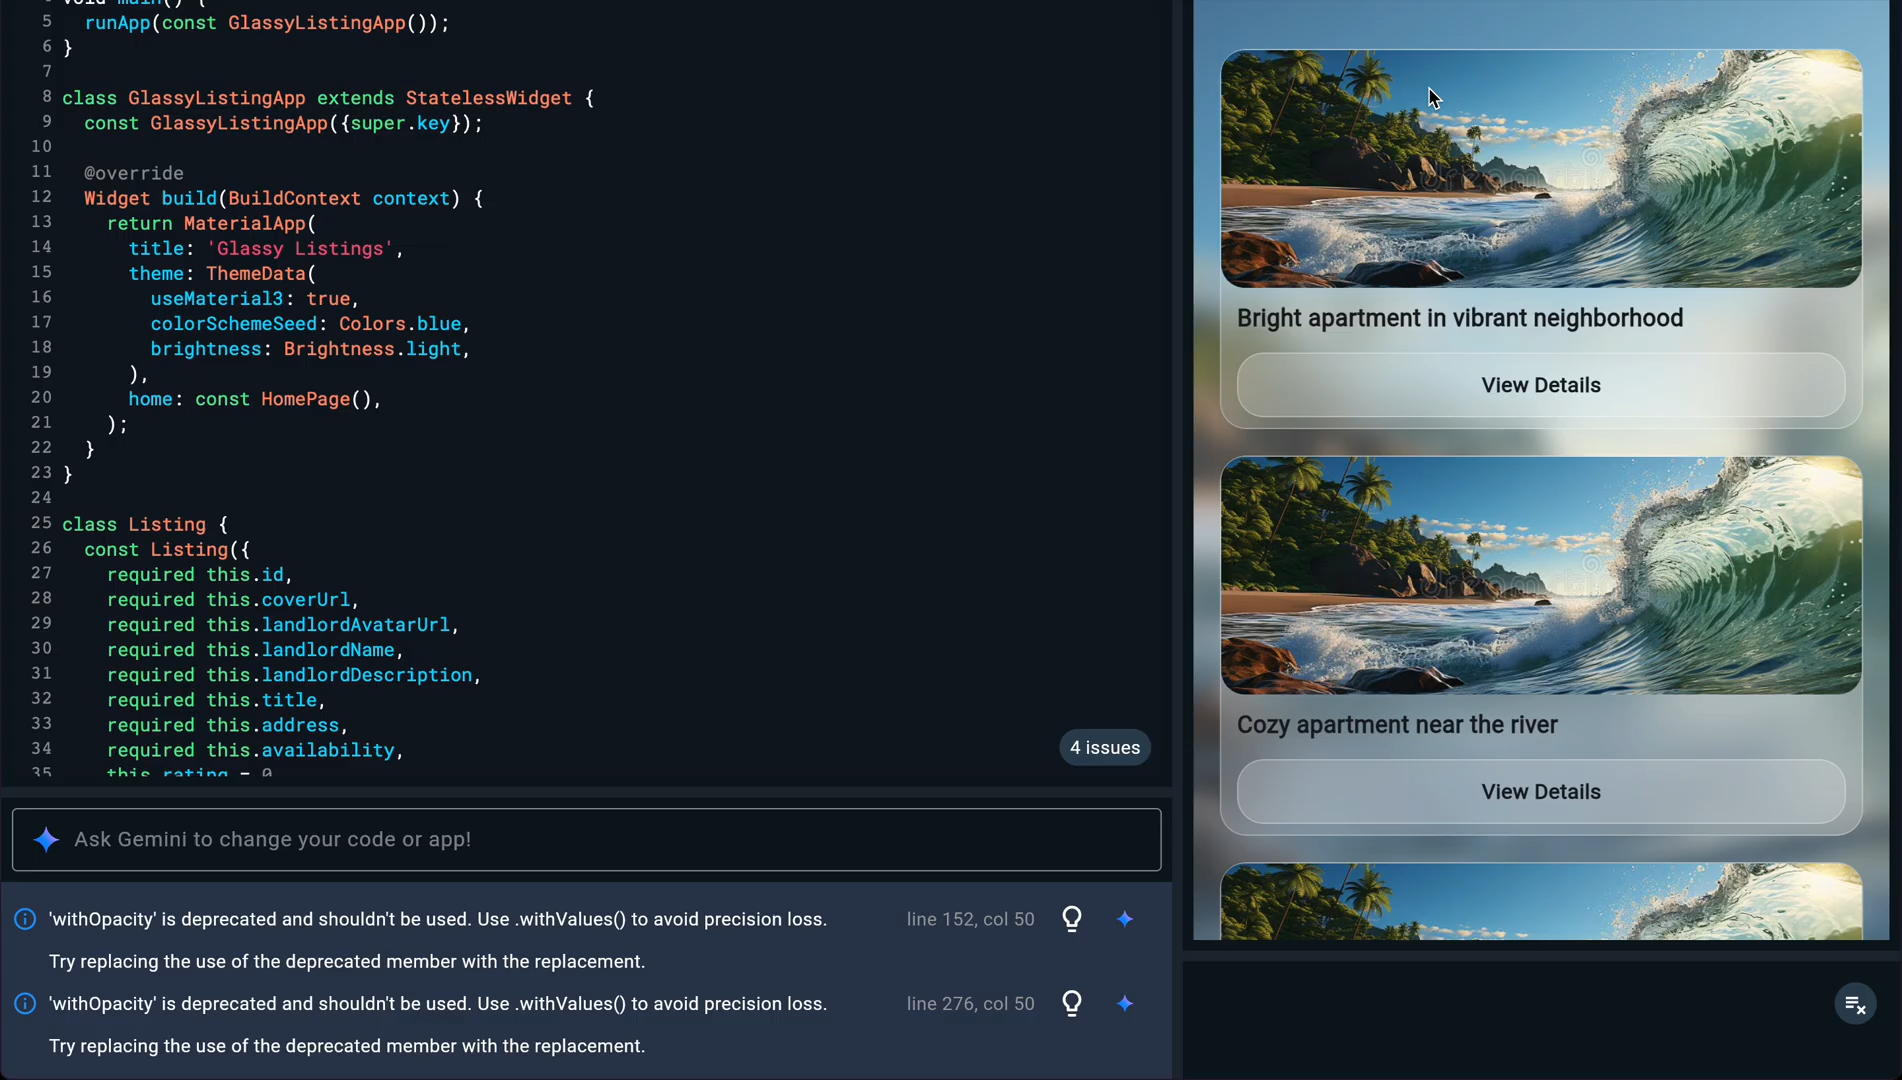 void main() {
5 runApp(const GlassyListingApp());
6 }
7
8 class GlassyListingApp extends StatelessWidget {
9 const GlassyListingApp({super.key});
10
11 @override
12 Widget build(BuildContext context) {
13 return MaterialApp(
14 title: 'Glassy Listings',
15 theme: ThemeData(
16 useMaterial3: true,
17 colorSchemeSeed: Colors.blue,
18 brightness: Brightness.light,
19 ),
20 home: const HomePage(),
21 );
22 }
23 }
24
25 class Listing {
26 const Listing({
27 required this.id,
28 required this.coverUrl,
29 required this.landlordAvatarUrl,
30 required this.landlordName,
31 required this.landlordDescription,
32 required this.title,
33 required this.address,
34 required this.availability,
35 this.rating = 0
4 issues
Ask Gemini to change your code or app!
'withOpacity' is deprecated and shouldn't be used. Use .withValues() to avoid precision loss. line 152, col 50
Try replacing the use of the deprecated member with the replacement.
'withOpacity' is deprecated and shouldn't be used. Use .withValues() to avoid precision loss. line 276, col 50
Try replacing the use of the deprecated member with the replacement.
Bright apartment in vibrant neighborhood
View Details
Cozy apartment near the river
View Details